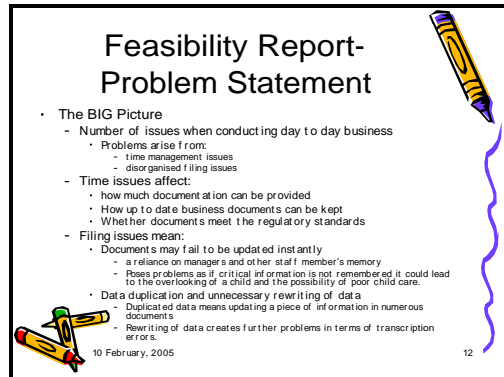 Feasibility Report-
Problem Statement
• The BIG Picture
– Number of issues when conducting day to day business
• Problems arise from:
– time management issues
– disorganised filing issues
– Time issues affect:
• how much documentation can be provided
• How up to date business documents can be kept
• Whether documents meet the regulatory standards
– Filing issues mean:
• Documents may fail to be updated instantly
– a reliance on managers and other staff member's memory
– Poses problems as if critical information is not remembered it could lead
to the overlooking of a child and the possibility of poor child care.
• Data duplication and unnecessary rewriting of data
– Duplicated data means updating a piece of information in numerous
documents
– Rewriting of data creates further problems in terms of transcription
errors.
10 February, 2005
12